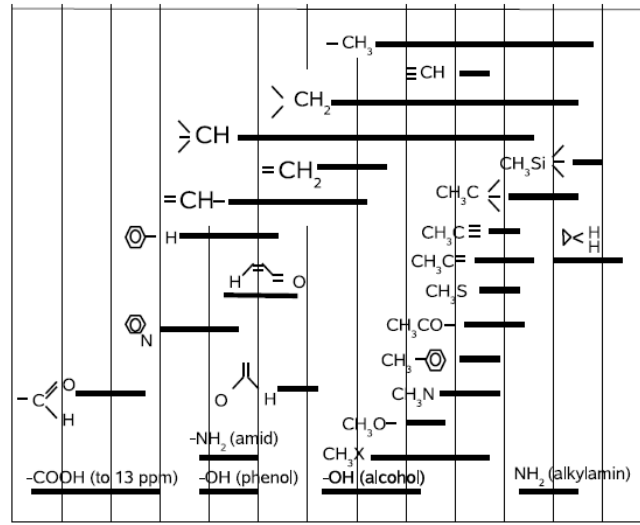 –CH₃
≡CH
CH₂
CH
CH₃Si
=CH₂
CH₃C
=CH–
H
CH₃C≡
H
H
CH₃C=
H
O
CH₃S
CH₃CO–
N
CH₃–
O
–C
H
O
H
CH₃N
CH₃O–
–NH₂ (amid)
CH₃X
–COOH (to 13 ppm)
–OH (phenol)
–OH (alcohol)
NH₂ (alkylamin)